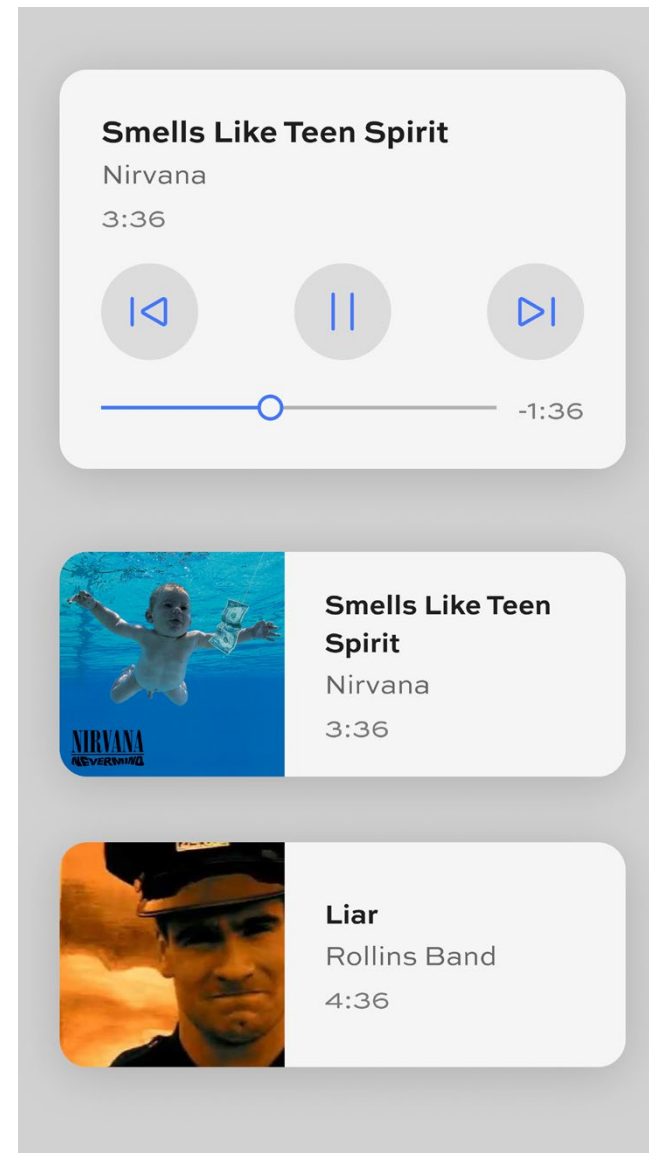 Smells Like Teen Spirit
Nirvana
3:36
-1:36
Smells Like Teen
Spirit
Nirvana
3:36
NIRVANA
NEVERMIND
Liar
Rollins Band
4:36